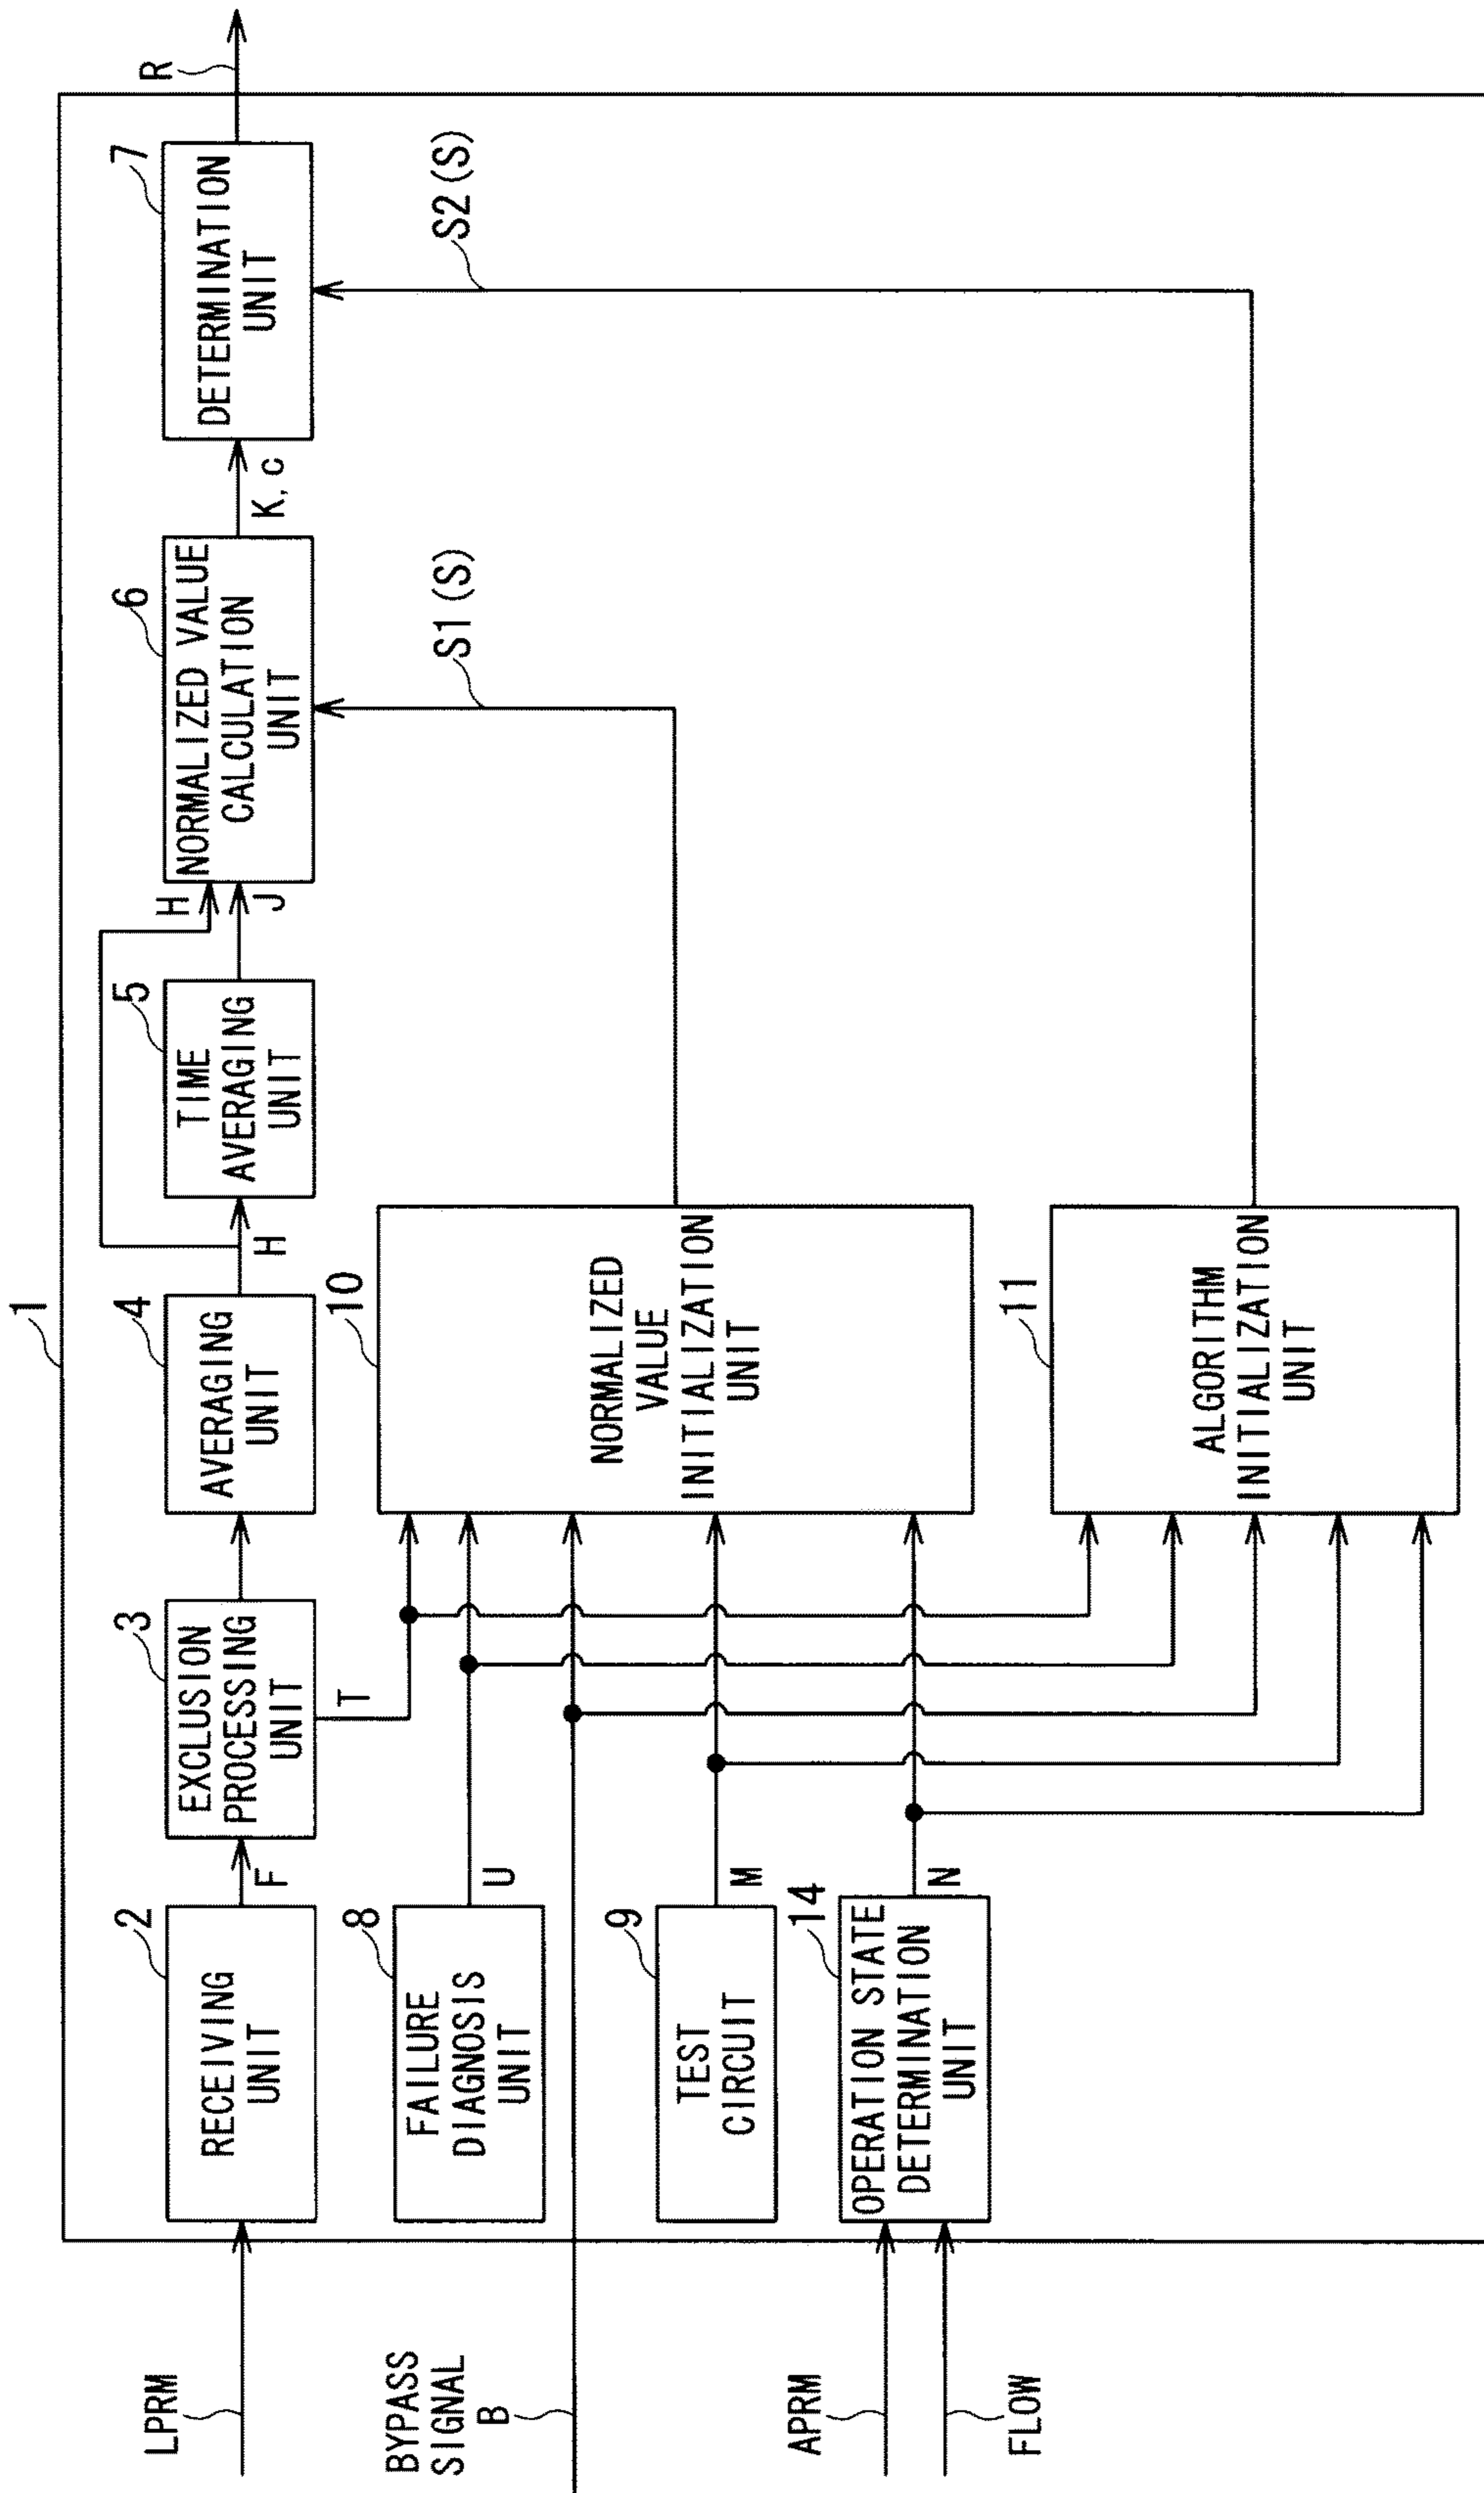 1
LPRM
2
RECEIVING
UNIT
F
3
EXCLUSION
PROCESSING
UNIT
T
4
AVERAGING
UNIT
H
5
TIME
AVERAGING
UNIT
H
J
6
NORMALIZED VALUE
CALCULATION
UNIT
K, c
7
DETERMINATION
UNIT
R
8
FAILURE
DIAGNOSIS
UNIT
U
BYPASS
SIGNAL
B
9
TEST
CIRCUIT
M
14
OPERATION STATE
DETERMINATION
UNIT
N
APRM
FLOW
10
NORMALIZED
VALUE
INITIALIZATION
UNIT
S1 (S)
11
ALGORITHM
INITIALIZATION
UNIT
S2 (S)